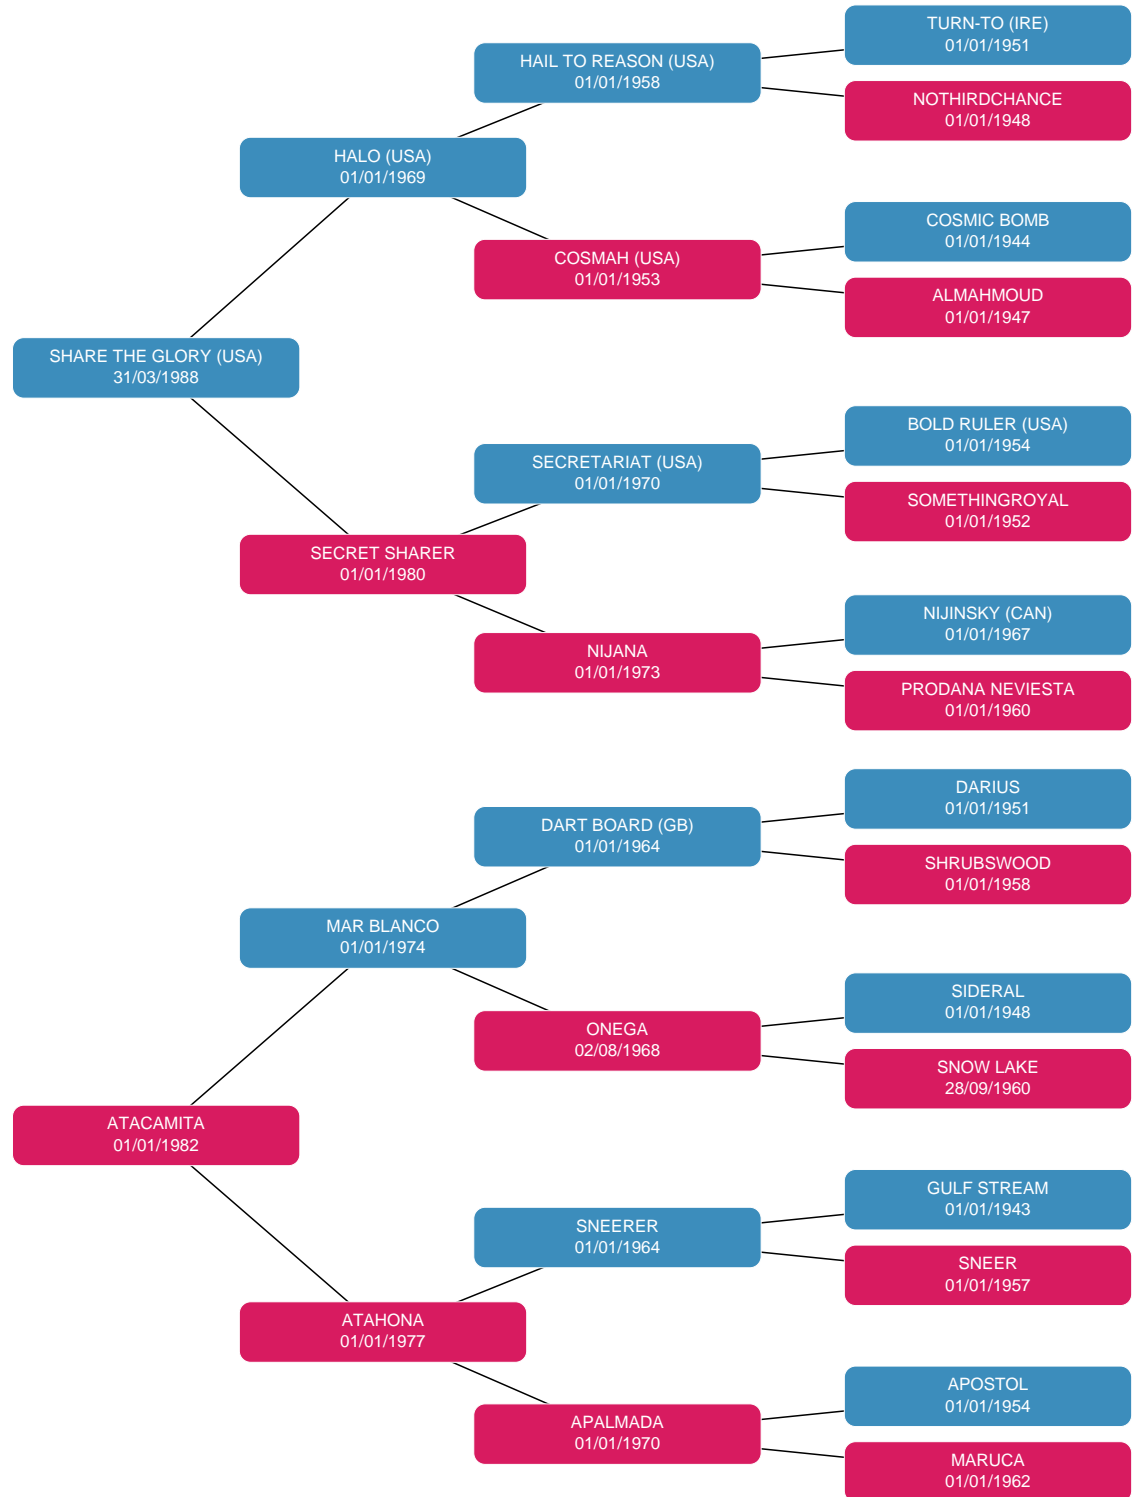 TURN-TO (IRE)
01/01/1951
HAIL TO REASON (USA)
01/01/1958
NOTHIRDCHANCE
01/01/1948
HALO (USA)
01/01/1969
COSMIC BOMB
01/01/1944
COSMAH (USA)
01/01/1953
ALMAHMOUD
01/01/1947
SHARE THE GLORY (USA)
31/03/1988
BOLD RULER (USA)
01/01/1954
SECRETARIAT (USA)
01/01/1970
SOMETHINGROYAL
01/01/1952
SECRET SHARER
01/01/1980
NIJINSKY (CAN)
01/01/1967
NIJANA
01/01/1973
PRODANA NEVIESTA
01/01/1960
DARIUS
01/01/1951
DART BOARD (GB)
01/01/1964
SHRUBSWOOD
01/01/1958
MAR BLANCO
01/01/1974
SIDERAL
01/01/1948
ONEGA
02/08/1968
SNOW LAKE
28/09/1960
ATACAMITA
01/01/1982
GULF STREAM
01/01/1943
SNEERER
01/01/1964
SNEER
01/01/1957
ATAHONA
01/01/1977
APOSTOL
01/01/1954
APALMADA
01/01/1970
MARUCA
01/01/1962